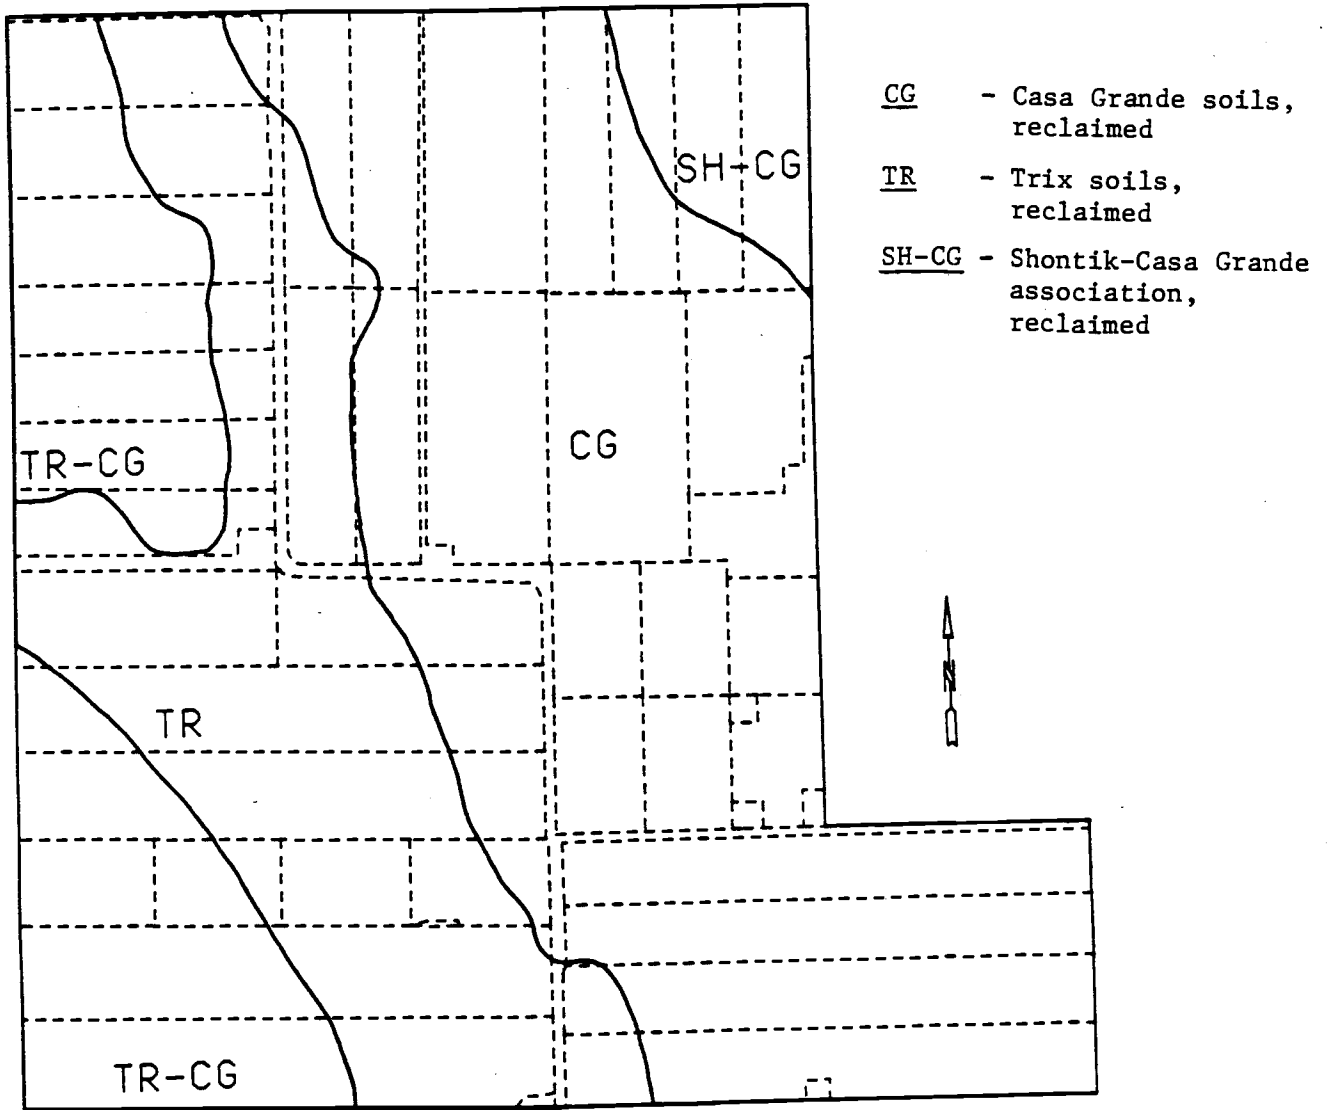 CG - Casa Grande soils,
reclaimed
TR - Trix soils,
reclaimed
SH-CG - Shontik-Casa Grande
association,
reclaimed
SH-CG
CG
TR-CG
N
TR
TR-CG